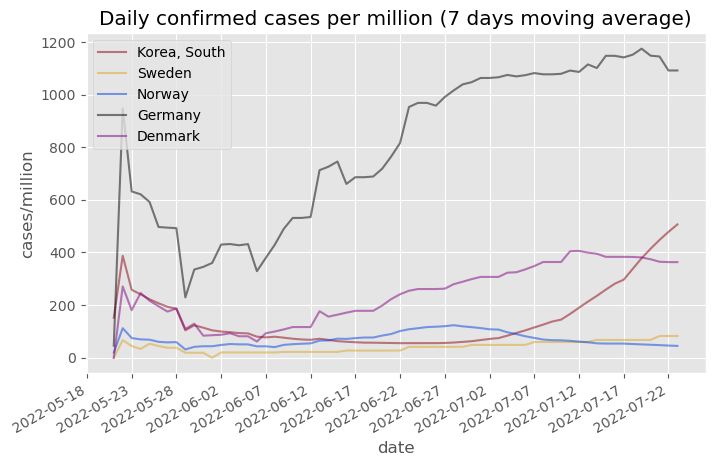 Daily confirmed cases per million (7 days moving average)
1200
1000
800
600
400
200
0
cases/million
Korea, South
Sweden
Norway
Germany
Denmark
2022-05-18
2022-05-23
2022-05-28
2022-06-02
2022-06-07
2022-06-12
2022-06-17
2022-06-22
2022-06-27
2022-07-02
2022-07-07
2022-07-12
2022-07-17
2022-07-22
date